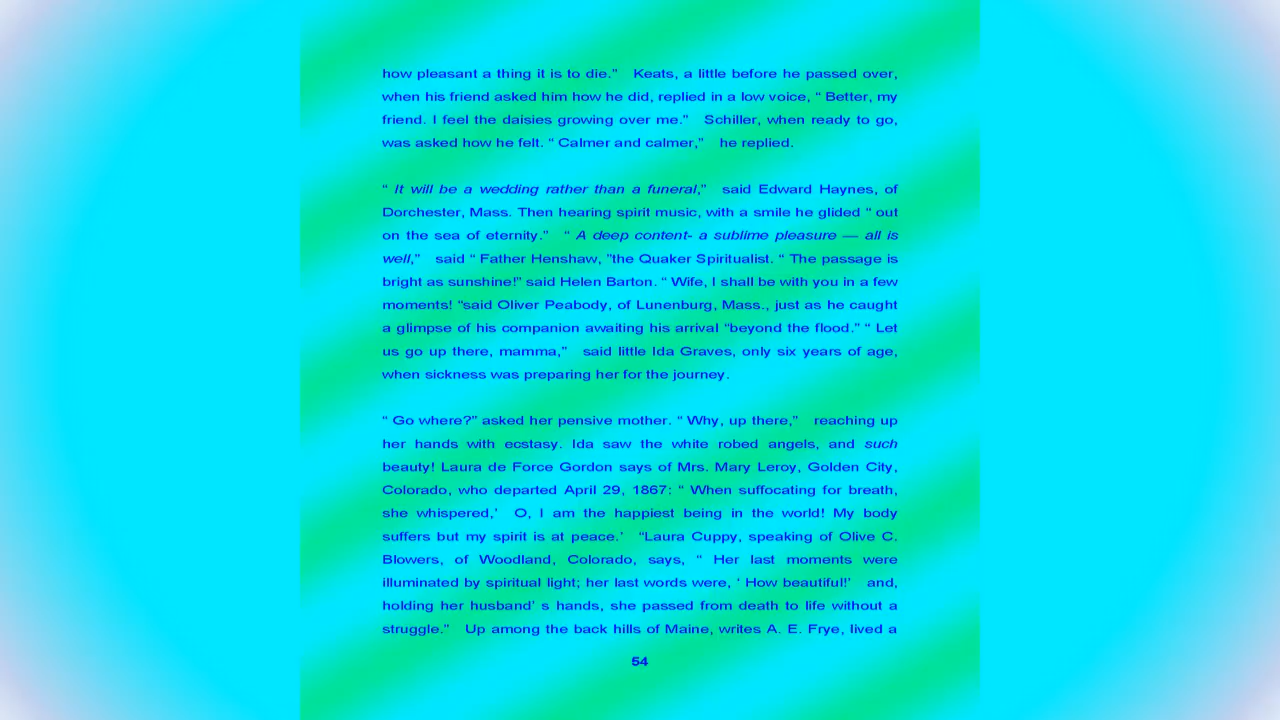 how pleasant a thing it is to die.” Keats, a little before he passed over,
when his friend asked him how he did, replied in a low voice, “ Better, my
friend. I feel the daisies growing over me.” Schiller, when ready to go,
was asked how he felt. “ Calmer and calmer,” he replied.
“ It will be a wedding rather than a funeral,” said Edward Haynes, of
Dorchester, Mass. Then hearing spirit music, with a smile he glided “ out
on the sea of eternity.” “ A deep content- a sublime pleasure — all is
well,” said “ Father Henshaw, ”the Quaker Spiritualist. “ The passage is
bright as sunshine!” said Helen Barton. “ Wife, I shall be with you in a few
moments! ”said Oliver Peabody, of Lunenburg, Mass., just as he caught
a glimpse of his companion awaiting his arrival “beyond the flood.” “ Let
us go up there, mamma,” said little Ida Graves, only six years of age,
when sickness was preparing her for the journey.
“ Go where?” asked her pensive mother. “ Why, up there,” reaching up
her hands with ecstasy. Ida saw the white robed angels, and such
beauty! Laura de Force Gordon says of Mrs. Mary Leroy, Golden City,
Colorado, who departed April 29, 1867: “ When suffocating for breath,
she whispered,’ O, I am the happiest being in the world! My body
suffers but my spirit is at peace.’ “Laura Cuppy, speaking of Olive C.
Blowers, of Woodland, Colorado, says, “ Her last moments were
illuminated by spiritual light; her last words were, ‘ How beautiful!’ and,
holding her husband’ s hands, she passed from death to life without a
struggle.” Up among the back hills of Maine, writes A. E. Frye, lived a
54